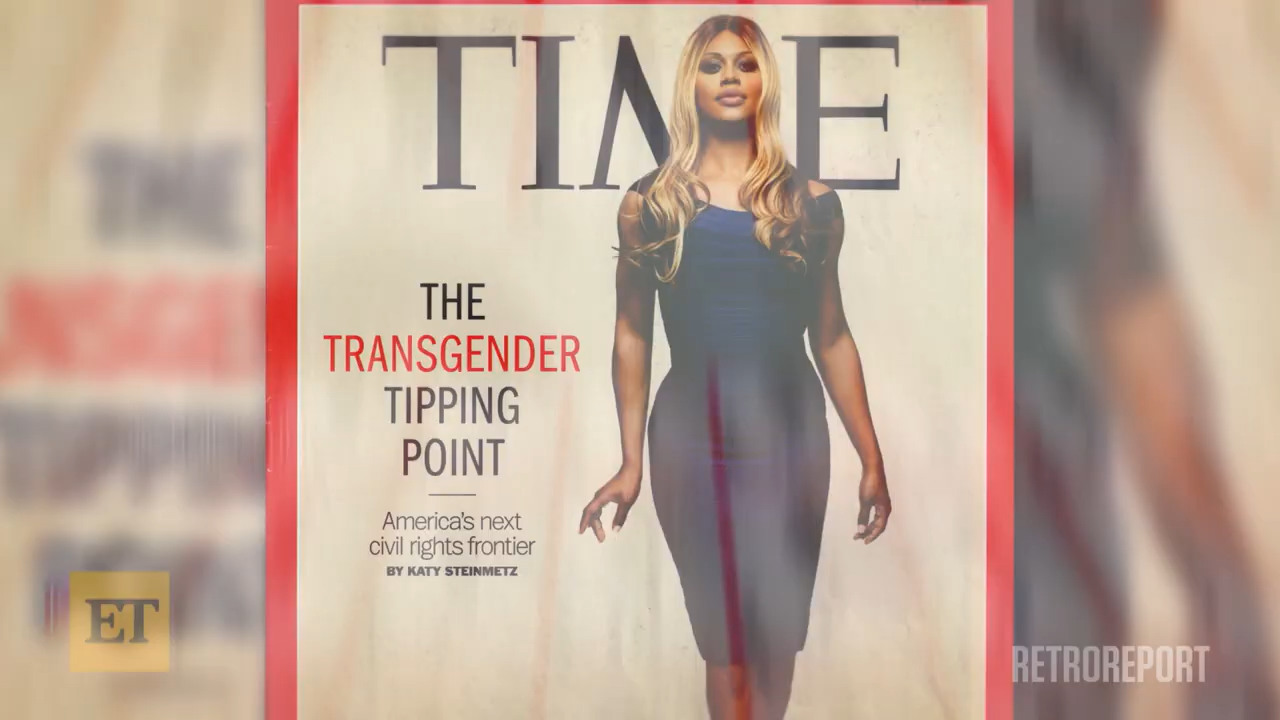 TIME
THE
TRANSGENDER
TIPPING
POINT
America's next
civil rights frontier
BY KATY STEINMETZ
ET
RETROREPORT